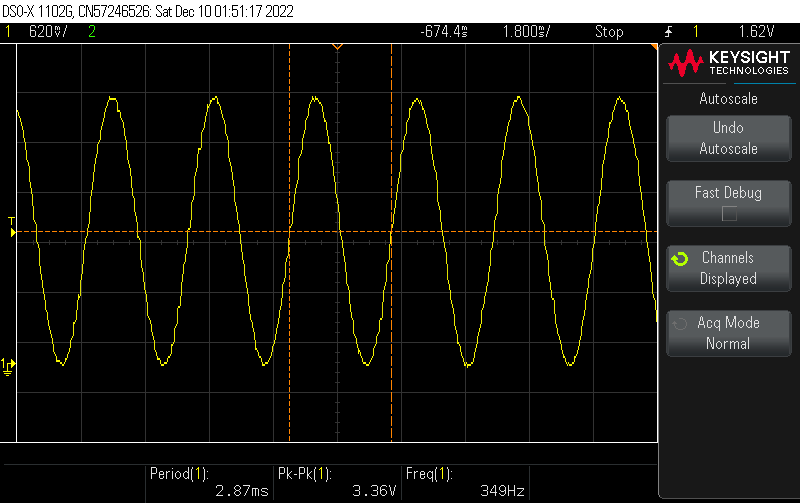 DSO-X 1102G, CN57246526: Sat Dec 10 01:51:17 2022
1 620mV/ 2 -674.4ms 1.800ms/ Stop 1 1.62V
KEYSIGHT
TECHNOLOGIES
Autoscale
Undo
Autoscale
Fast Debug
T
Channels
Displayed
Acq Mode
Normal
1
Period(1): Pk-Pk(1): Freq(1):
2.87ms 3.36V 349Hz